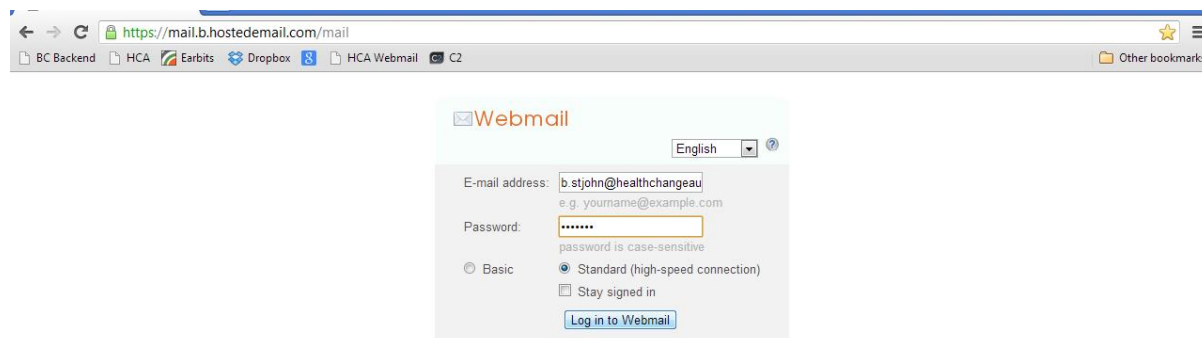 https://mail.b.hostedemail.com/mail
BC Backend HCA Earbits Dropbox 8 HCA Webmail C2 Other bookmark
Webmail
English ?
E-mail address: b.stjohn@healthchangeau
e.g. yourname@example.com
Password: •••••••
password is case-sensitive
Basic Standard (high-speed connection)
Stay signed in
Log in to Webmail